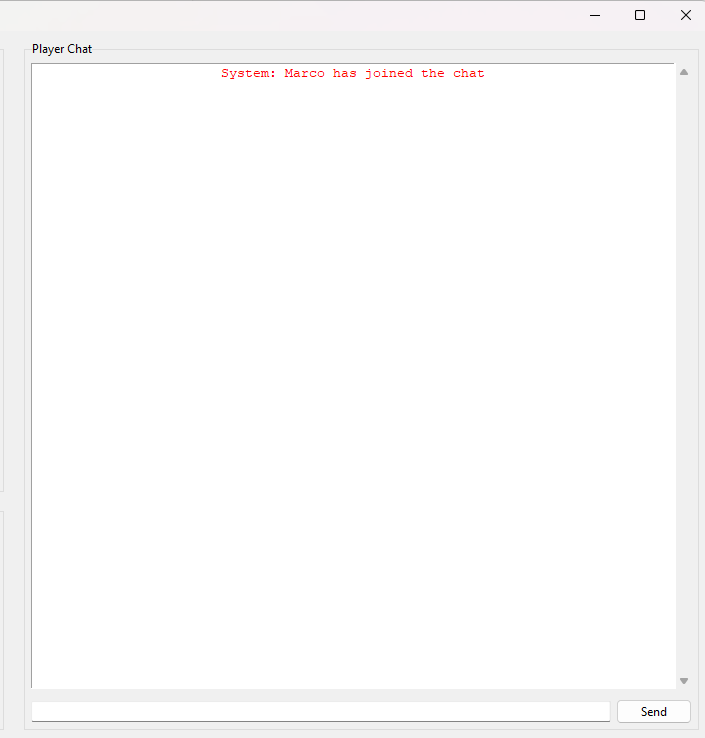 Player Chat
System: Marco has joined the chat
Send